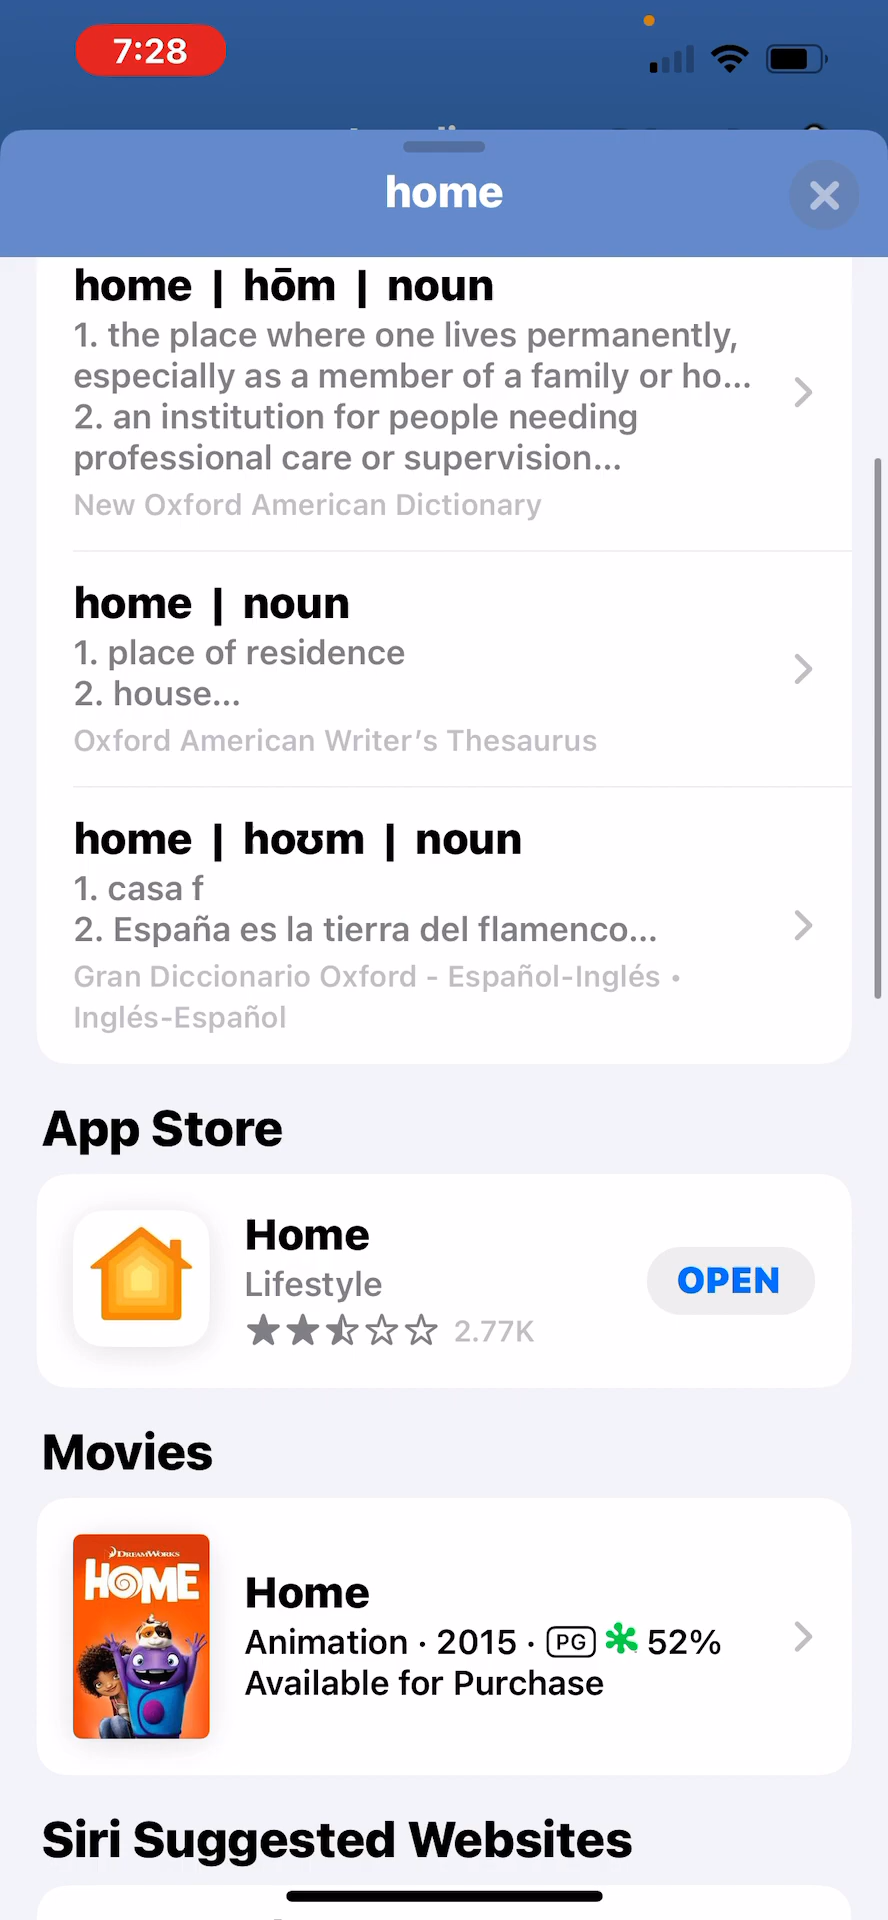 7:28
home
home | hōm | noun
1. the place where one lives permanently,
especially as a member of a family or ho...
2. an institution for people needing
professional care or supervision...
New Oxford American Dictionary
home | noun
1. place of residence
2. house...
Oxford American Writer's Thesaurus
home | hoʊm | noun
1. casa f
2. España es la tierra del flamenco...
Gran Diccionario Oxford - Español-Inglés •
Inglés-Español
App Store
Home
Lifestyle
2.77K
OPEN
Movies
DREAMWORKS
HOME
Home
Animation · 2015 · PG 52%
Available for Purchase
Siri Suggested Websites